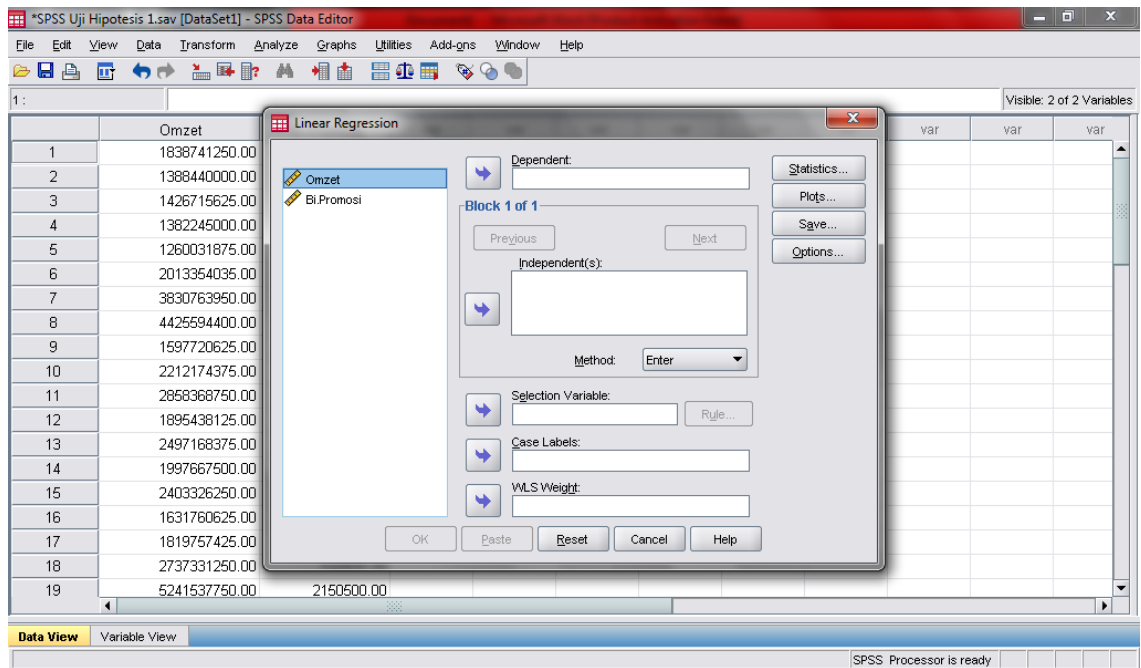 *SPSS Uji Hipotesis 1.sav [DataSet1] - SPSS Data Editor
File Edit View Data Transform Analyze Graphs Utilities Add-ons Window Help
1 :
Visible: 2 of 2 Variables
Omzet var var var
1 1838741250.00
2 1388440000.00
3 1426715625.00
4 1382245000.00
5 1260031875.00
6 2013354035.00
7 3830763950.00
8 4425594400.00
9 1597720625.00
10 2212174375.00
11 2858368750.00
12 1895438125.00
13 2497168375.00
14 1997667500.00
15 2403326250.00
16 1631760625.00
17 1819757425.00
18 2737331250.00
19 5241537750.00 2150500.00
Linear Regression
Omzet
Bi.Promosi
Dependent:
Block 1 of 1
Previous Next
Independent(s):
Method: Enter
Selection Variable:
Rule...
Case Labels:
WLS Weight:
Statistics...
Plots...
Save...
Options...
OK Paste Reset Cancel Help
Data View Variable View
SPSS Processor is ready